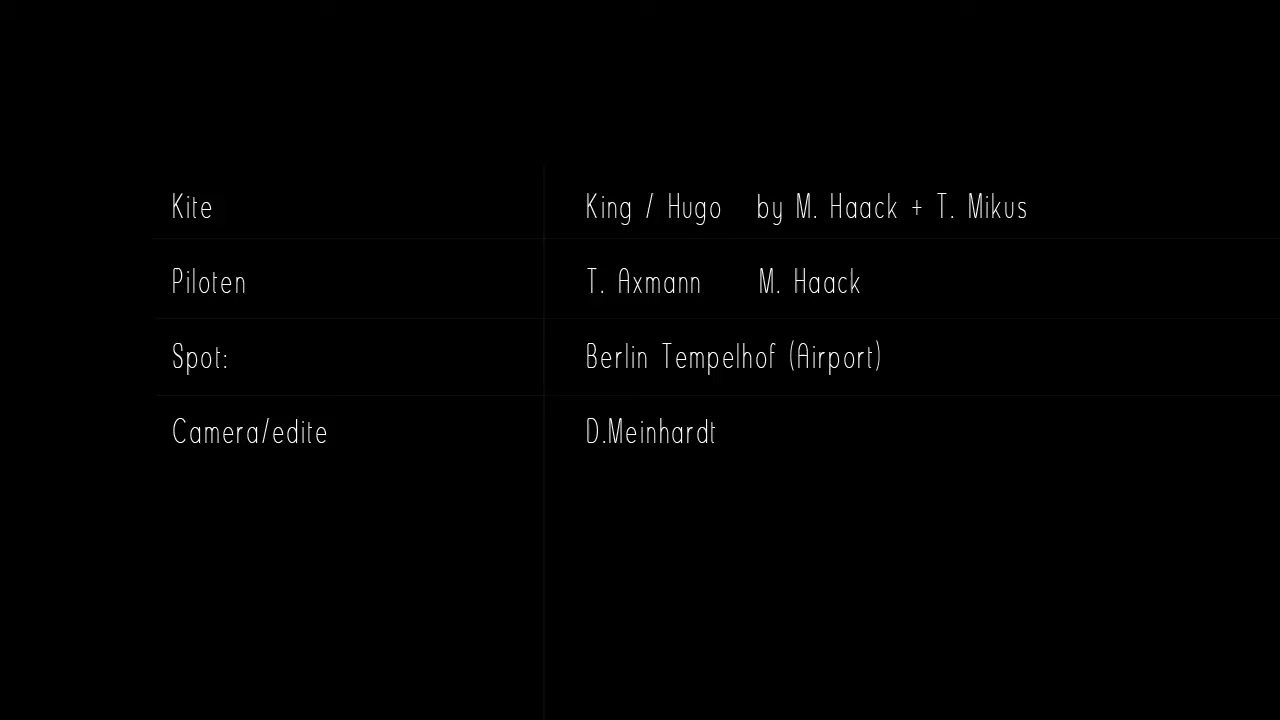 Kite King / Hugo by M. Haack + T. Mikus
Piloten T. Axmann M. Haack
Spot: Berlin Tempelhof (Airport)
Camera/edite D.Meinhardt